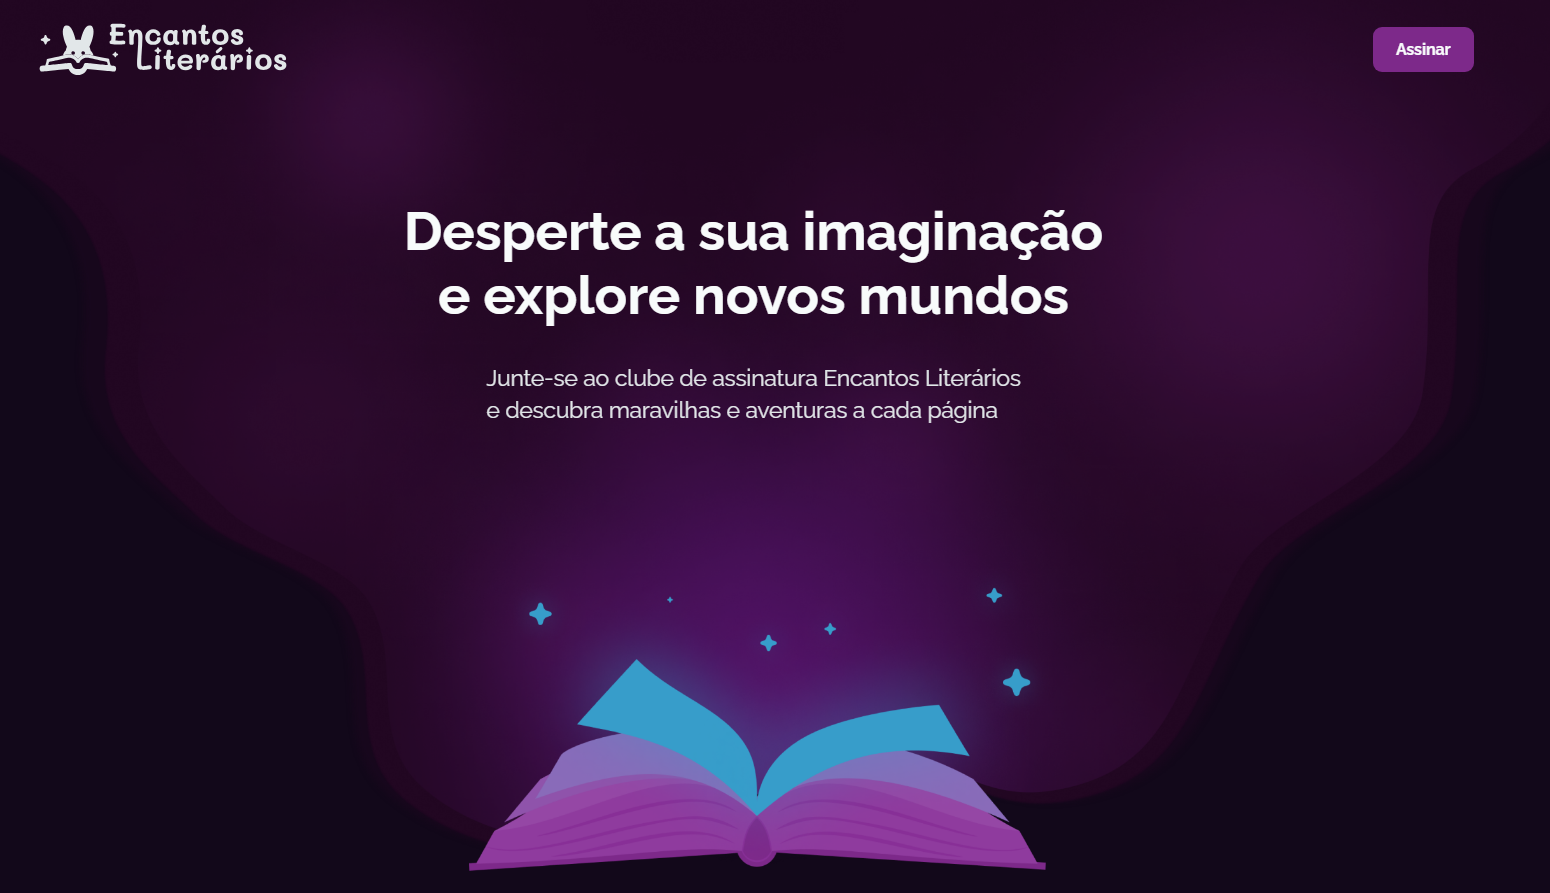 Encantos
Literários
Assinar
Desperte a sua imaginação
e explore novos mundos
Junte-se ao clube de assinatura Encantos Literários
e descubra maravilhas e aventuras a cada página